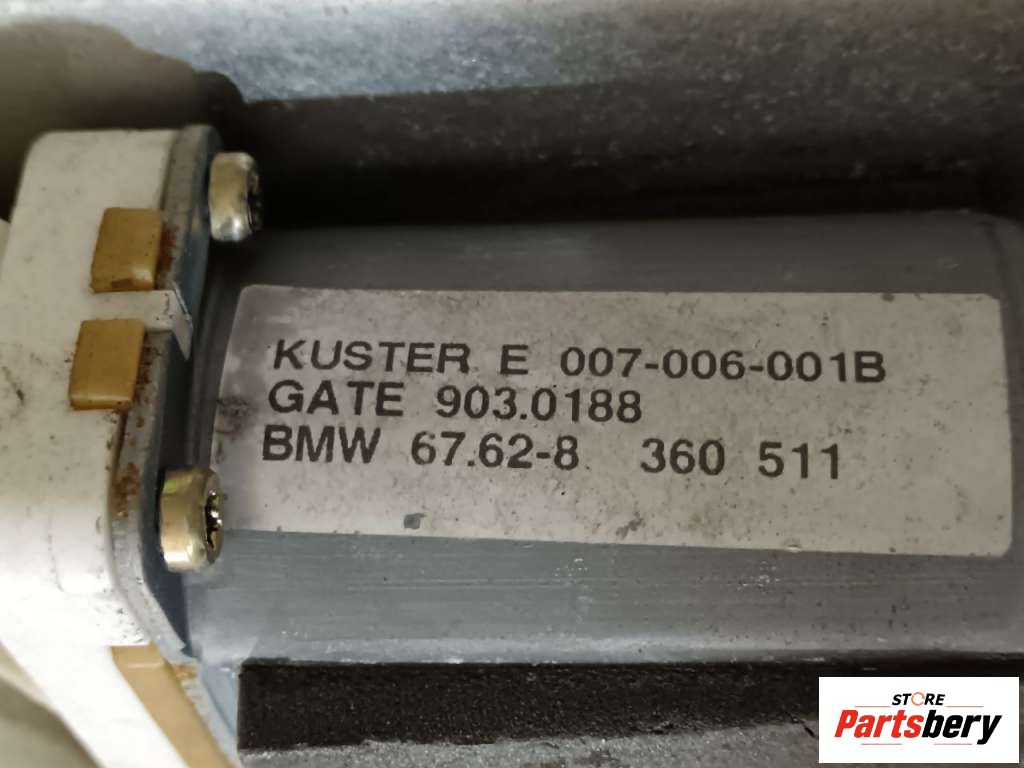 KUSTER E 007-006-001B
GATE 903.0188
BMW 67.62-8 360 511
STORE
Partsbery